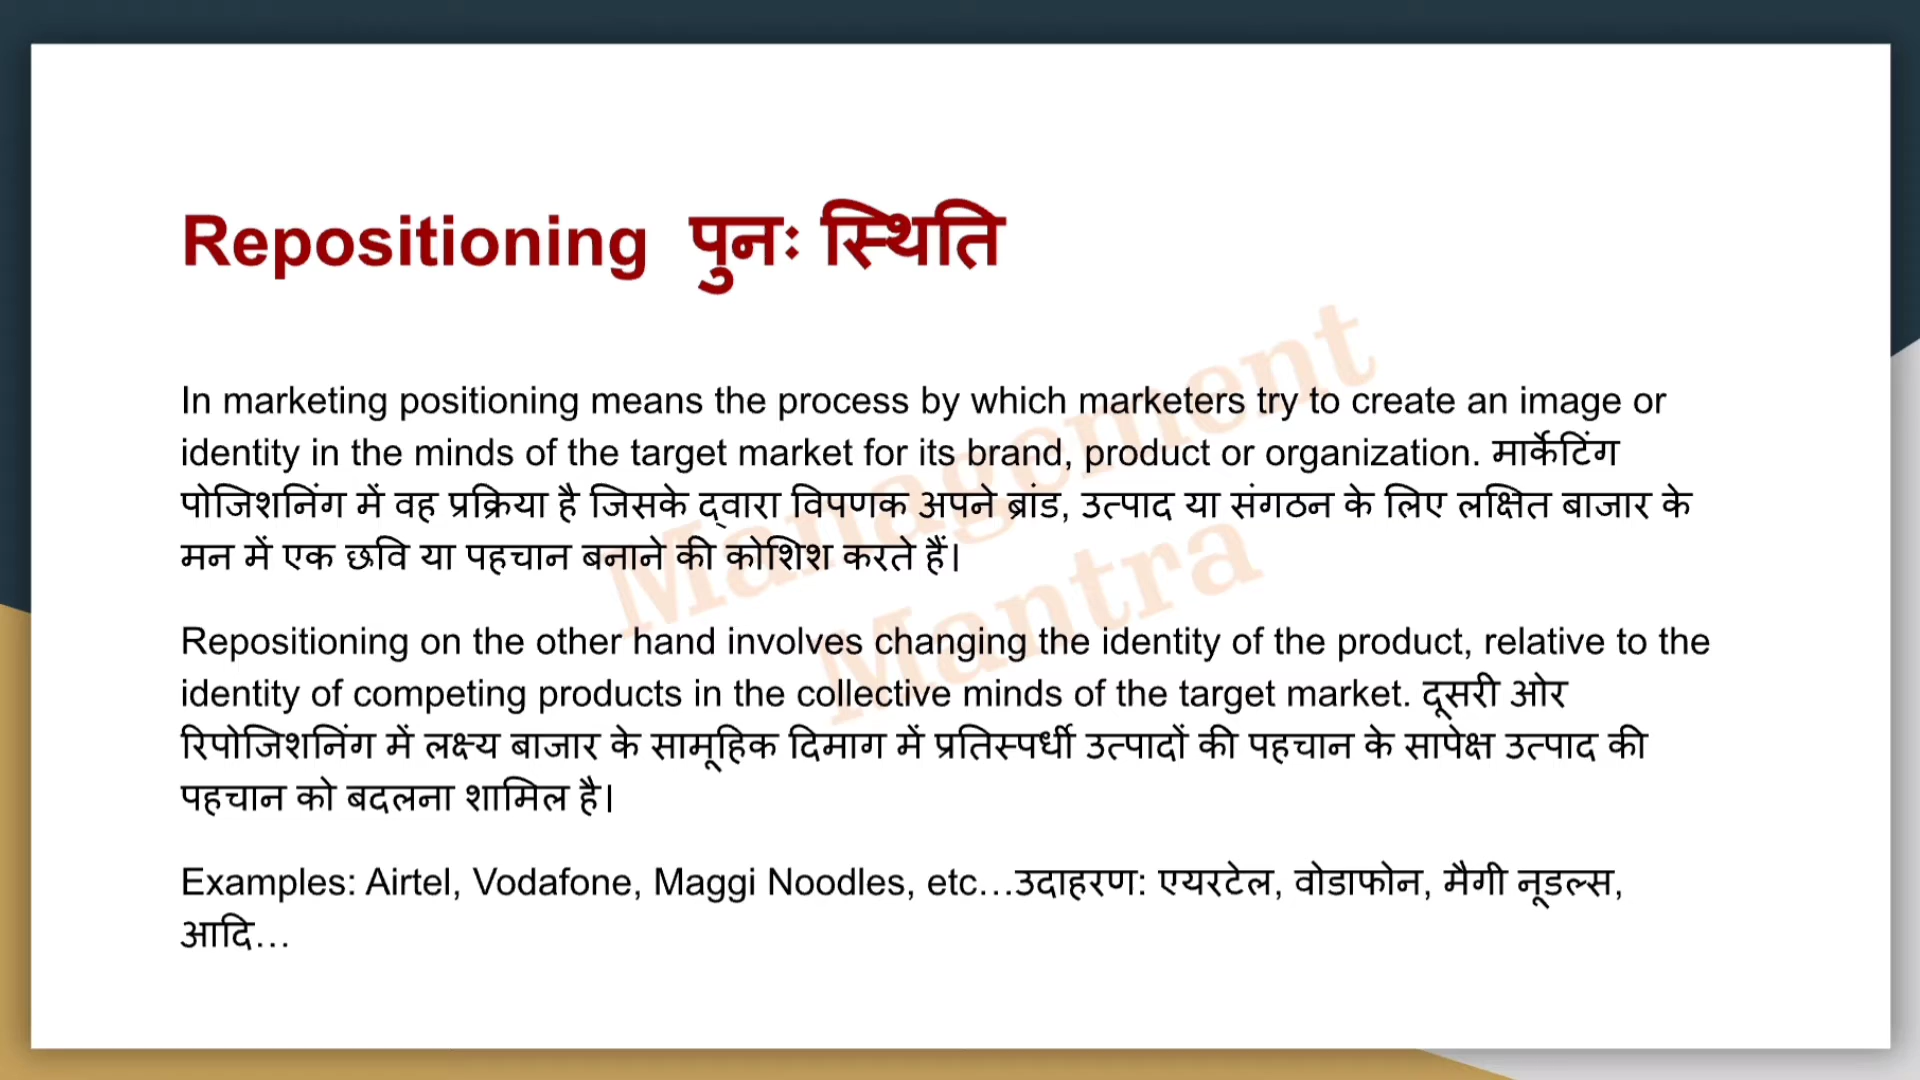 Repositioning पुनः स्थिति
In marketing positioning means the process by which marketers try to create an image or
identity in the minds of the target market for its brand, product or organization. मार्केटिंग
पोजिशनिंग में वह प्रक्रिया है जिसके द्वारा विपणक अपने ब्रांड, उत्पाद या संगठन के लिए लक्षित बाजार के
मन में एक छवि या पहचान बनाने की कोशिश करते हैं।
Repositioning on the other hand involves changing the identity of the product, relative to the
identity of competing products in the collective minds of the target market. दूसरी ओर
रिपोजिशनिंग में लक्ष्य बाजार के सामूहिक दिमाग में प्रतिस्पर्धी उत्पादों की पहचान के सापेक्ष उत्पाद की
पहचान को बदलना शामिल है।
Examples: Airtel, Vodafone, Maggi Noodles, etc…उदाहरण: एयरटेल, वोडाफोन, मैगी नूडल्स,
आदि…
Management
Mantra